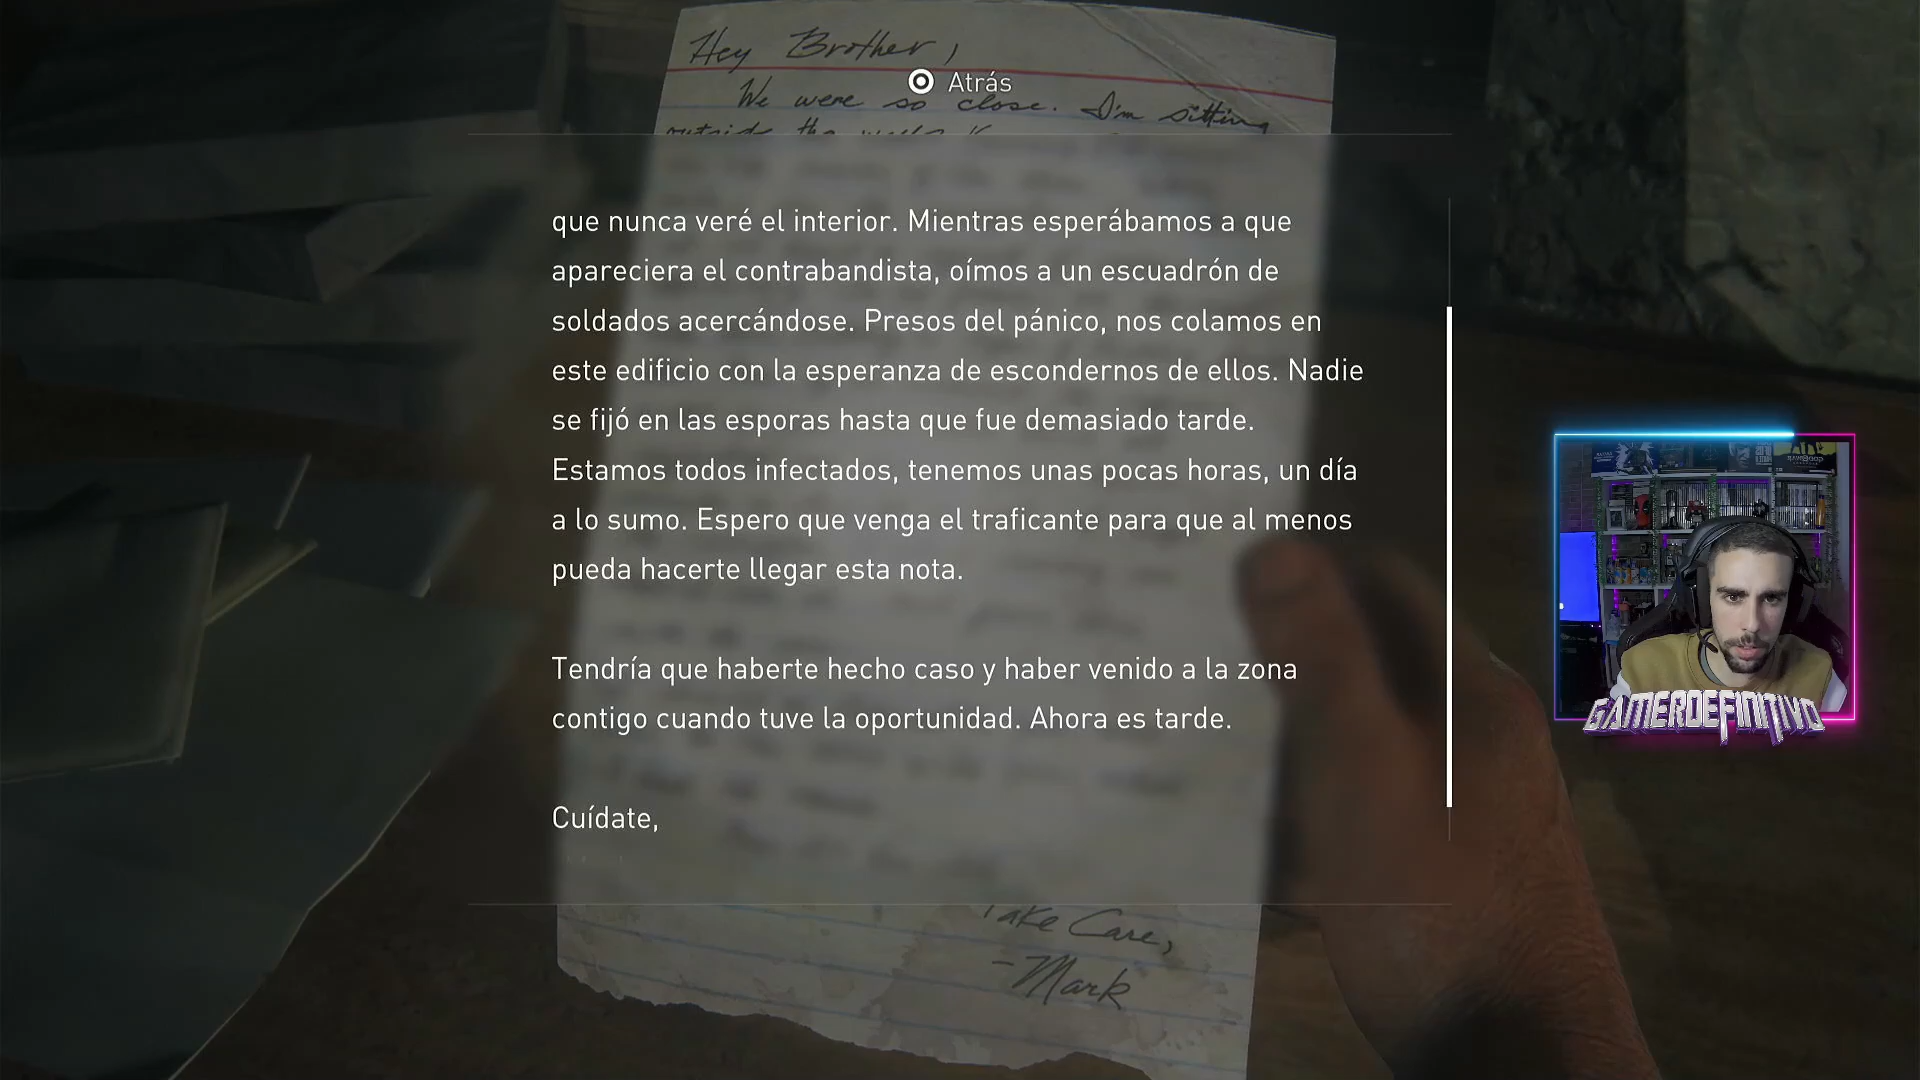 Hey Brother,
Atrás
We were so close. I'm sitting
que nunca veré el interior. Mientras esperábamos a que
apareciera el contrabandista, oímos a un escuadrón de
soldados acercándose. Presos del pánico, nos colamos en
este edificio con la esperanza de escondernos de ellos. Nadie
se fijó en las esporas hasta que fue demasiado tarde.
Estamos todos infectados, tenemos unas pocas horas, un día
a lo sumo. Espero que venga el traficante para que al menos
pueda hacerte llegar esta nota.
Tendría que haberte hecho caso y haber venido a la zona
contigo cuando tuve la oportunidad. Ahora es tarde.
Cuídate,
Take Care,
-Mark
GAMERDEFINITIVO